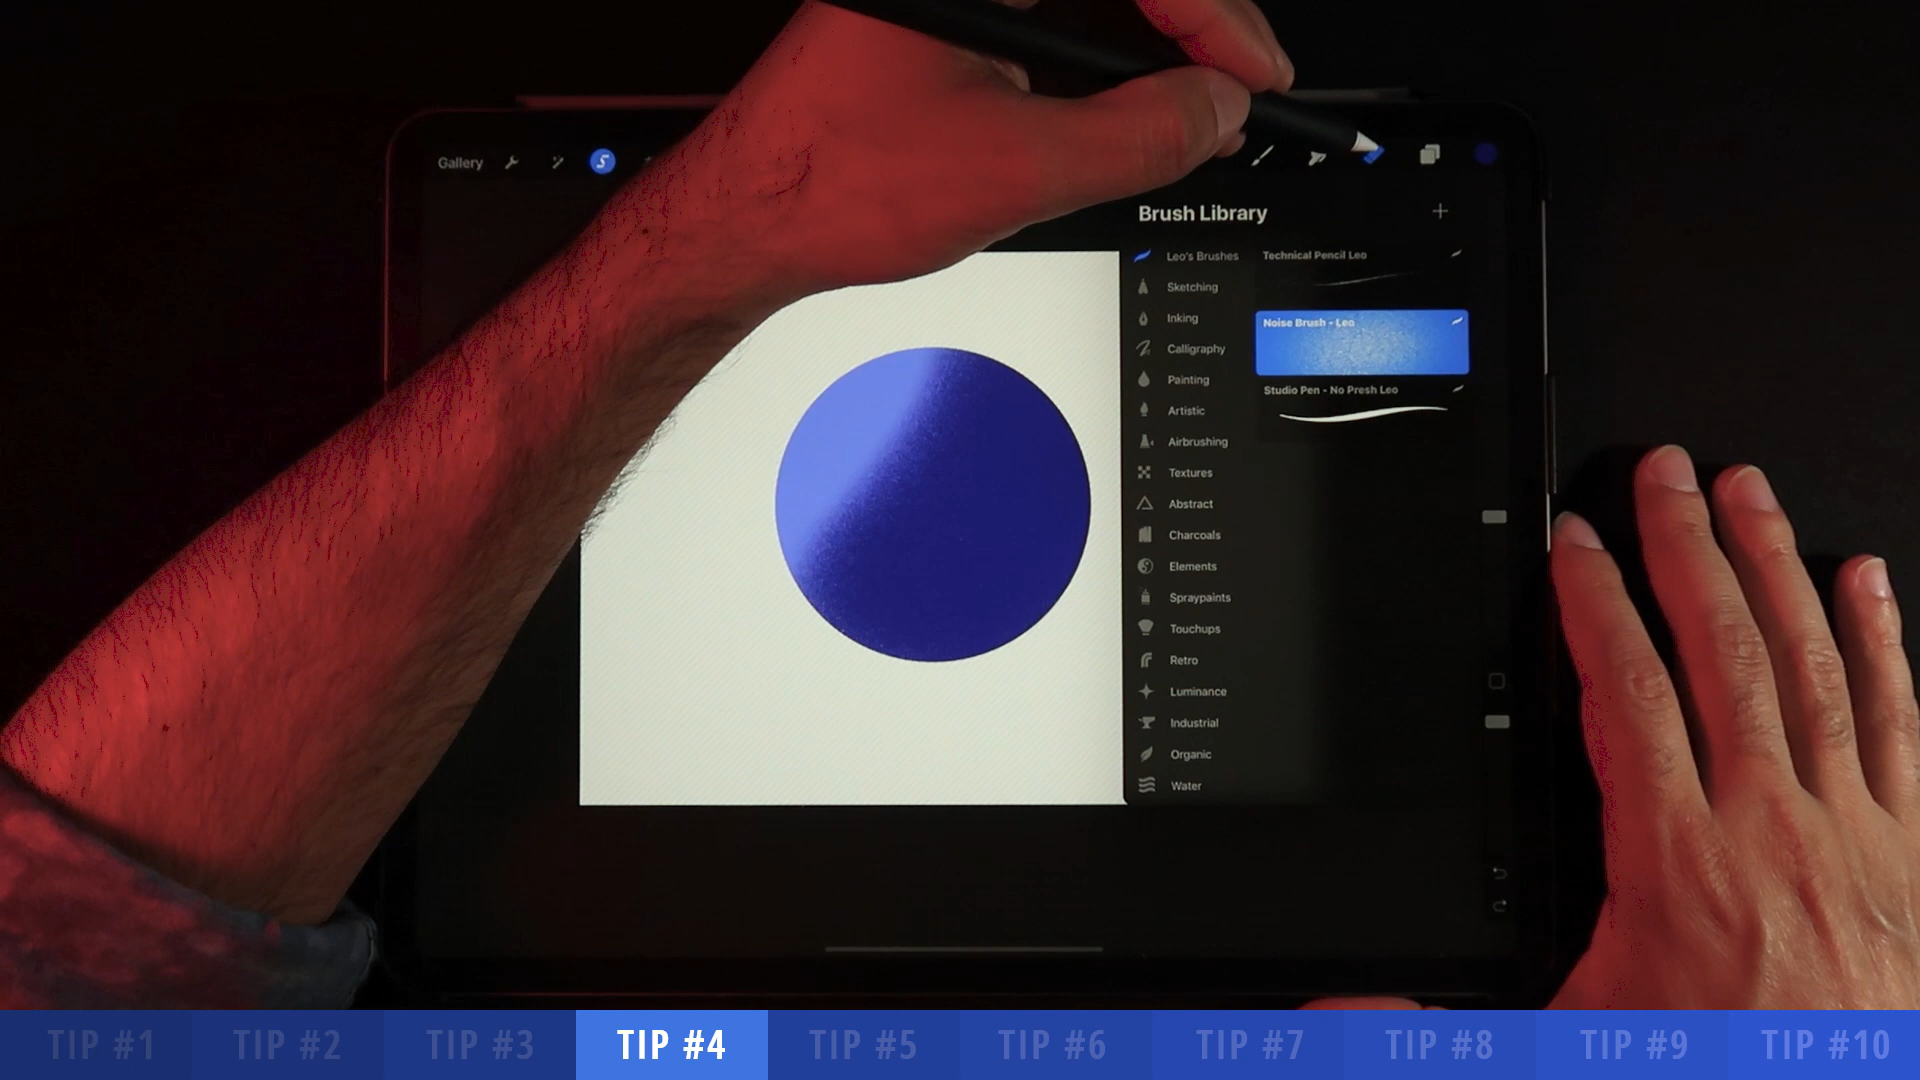 Gallery
Brush Library
Leo's Brushes
Sketching
Inking
Calligraphy
Painting
Artistic
Airbrushing
Textures
Abstract
Charcoals
Elements
Spraypaints
Touchups
Retro
Luminance
Industrial
Organic
Water
Technical Pencil Leo
Noise Brush - Leo
Studio Pen - No Presh Leo
TIP #1 TIP #2 TIP #3 TIP #4 TIP #5 TIP #6 TIP #7 TIP #8 TIP #9 TIP #10